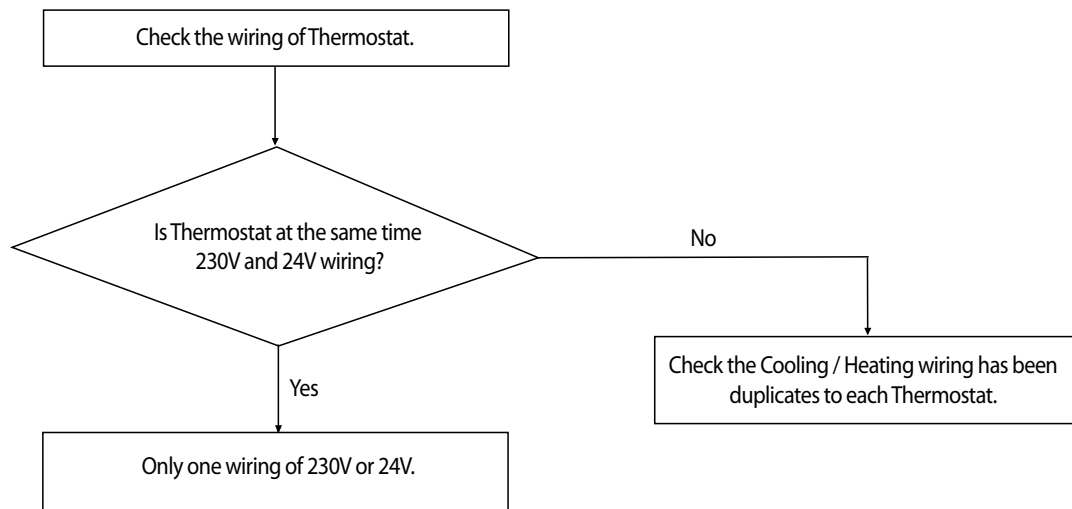 Check the wiring of Thermostat.
Is Thermostat at the same time
230V and 24V wiring?
No
Check the Cooling / Heating wiring has been
duplicates to each Thermostat.
Yes
Only one wiring of 230V or 24V.